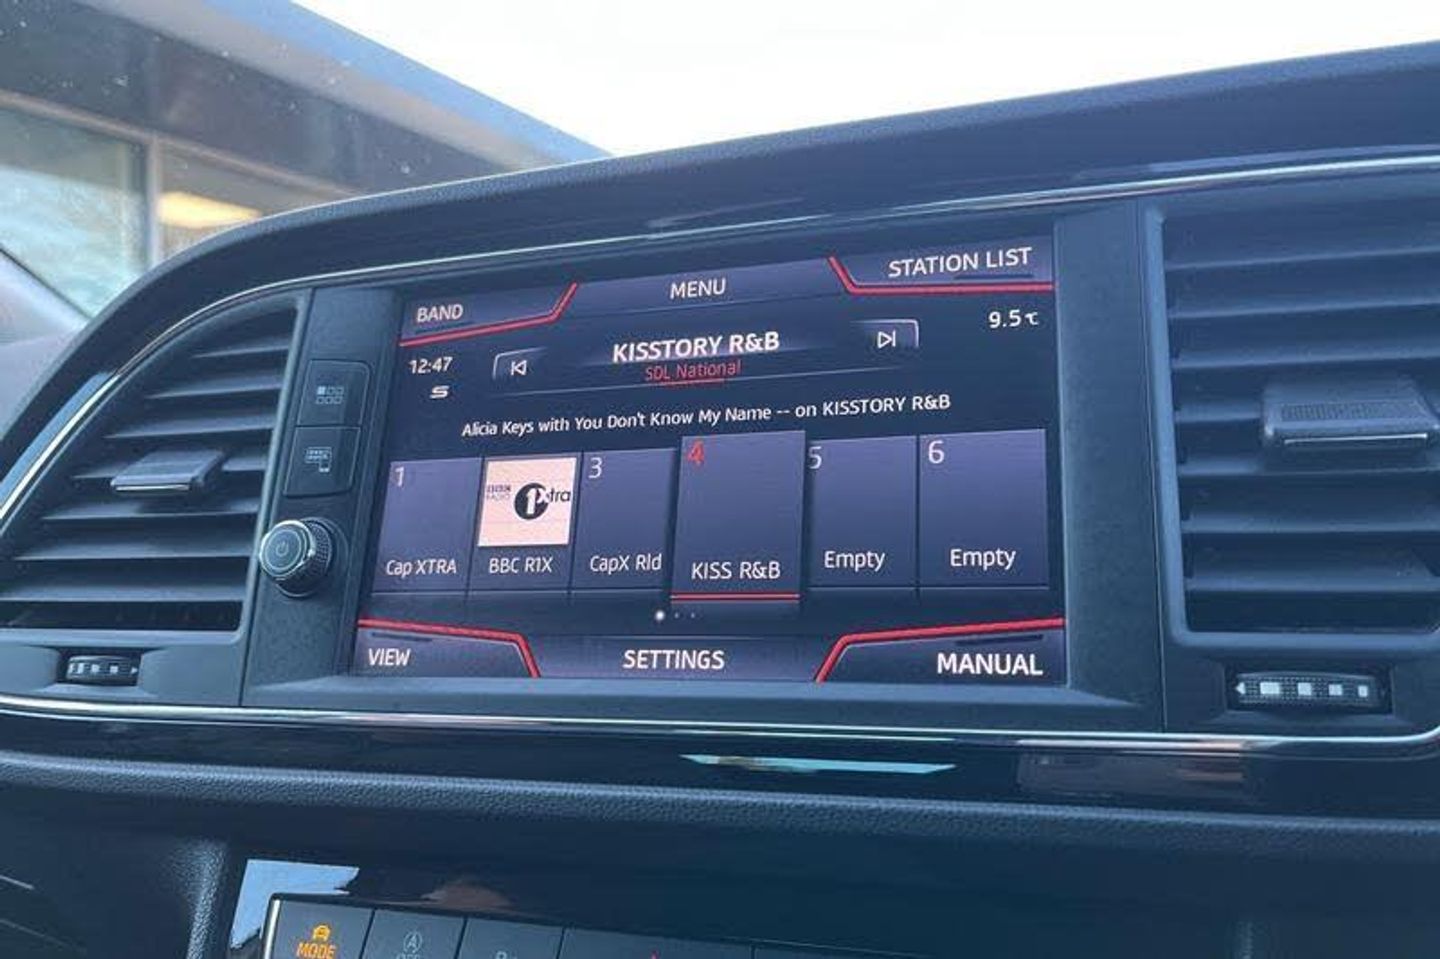 BAND
MENU
STATION LIST
12:47
KISSTORY R&B
9.5℃
SDL National
Alicia Keys with You Don't Know My Name -- on KISSTORY R&B
1
BBC
RADIO
1Xtra
3
4
5
6
Cap XTRA
BBC R1X
CapX Rld
KISS R&B
Empty
Empty
VIEW
SETTINGS
MANUAL
MODE